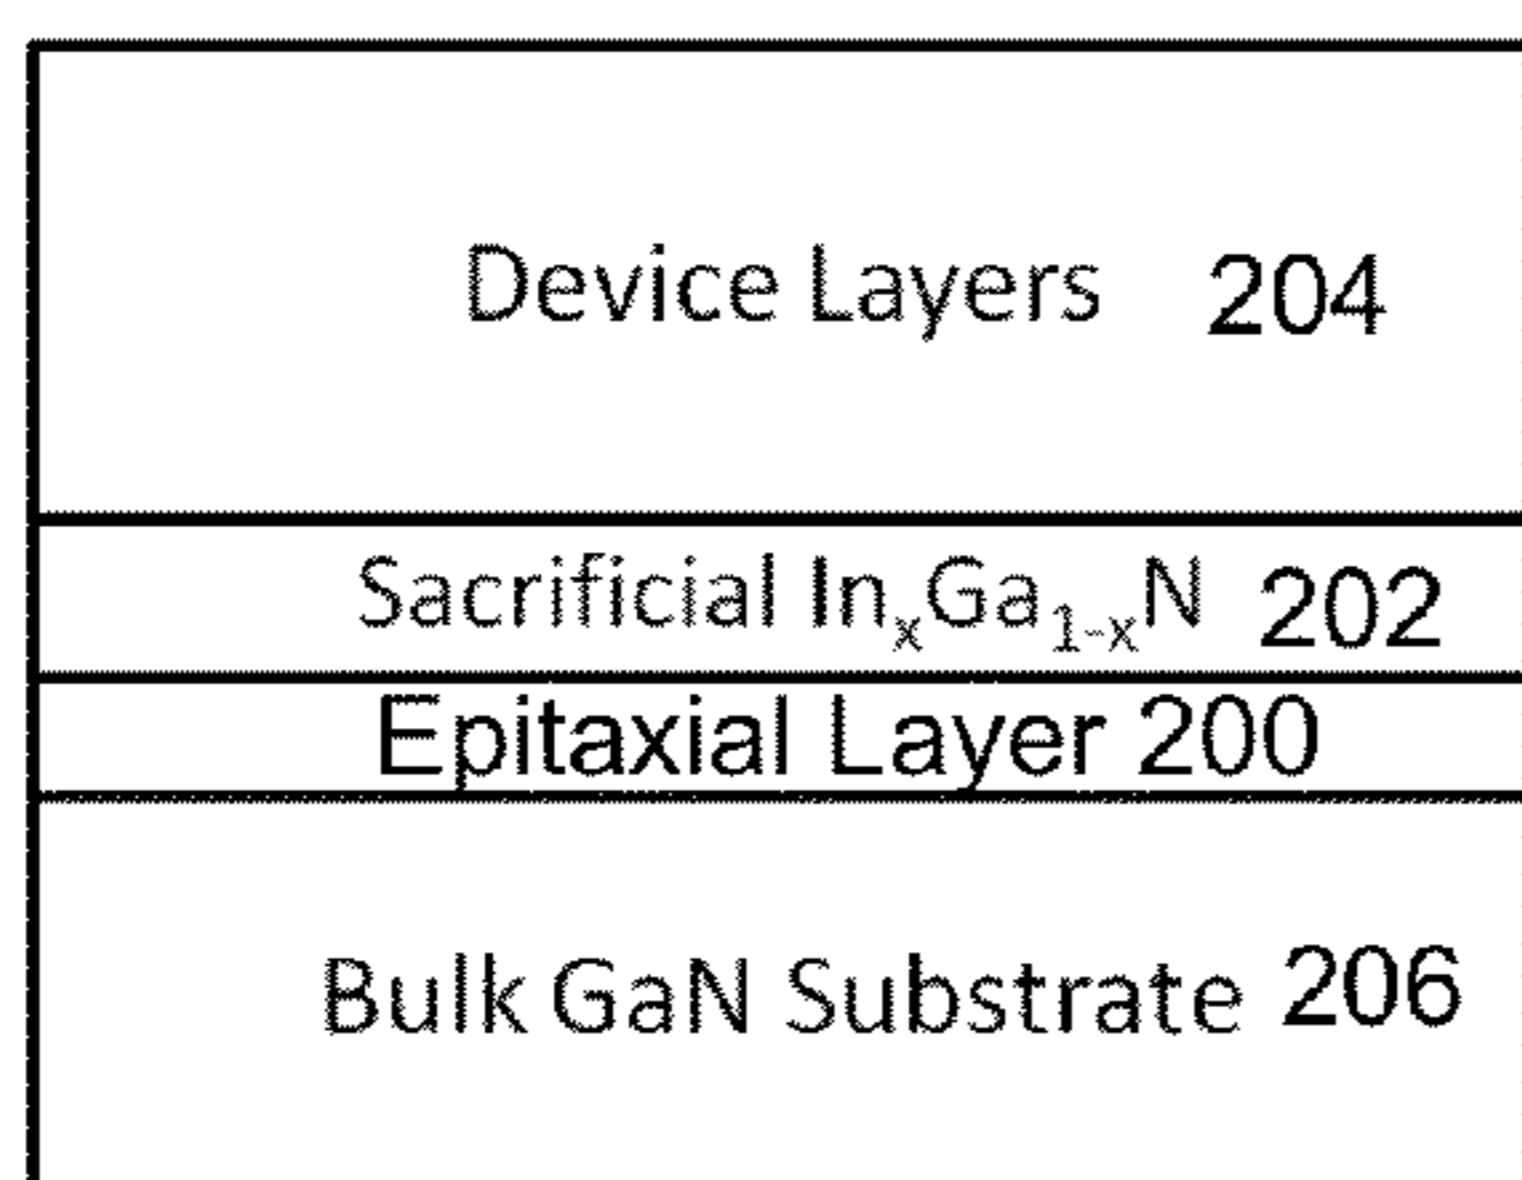 Device Layers 204
Sacrificial InₓGa₁₋ₓN 202
Epitaxial Layer 200
Bulk GaN Substrate 206